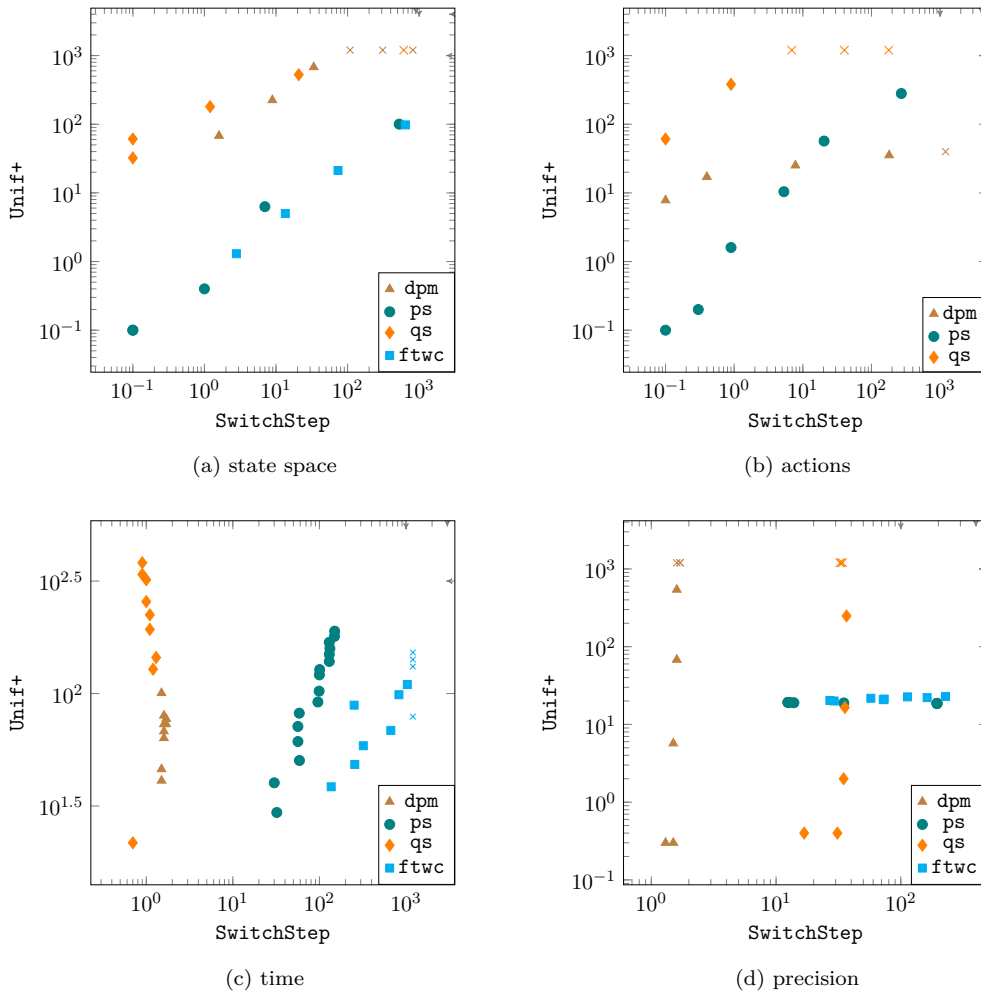 10^3
10^2
10^1
10^0
10^−1
Unif+
10^−1 10^0 10^1 10^2 10^3
SwitchStep
dpm
ps
qs
ftwc
(a) state space
10^3
10^2
10^1
10^0
10^−1
Unif+
10^−1 10^0 10^1 10^2 10^3
SwitchStep
dpm
ps
qs
(b) actions
10^2.5
10^2
10^1.5
Unif+
10^0 10^1 10^2 10^3
SwitchStep
dpm
ps
qs
ftwc
(c) time
10^3
10^2
10^1
10^0
10^−1
Unif+
10^0 10^1 10^2
SwitchStep
dpm
ps
qs
ftwc
(d) precision